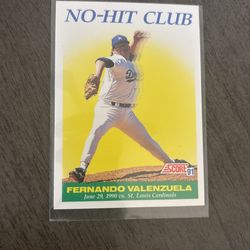 NO-HIT CLUB
D
SCORE 91
FERNANDO VALENZUELA
June 29, 1990 vs. St. Louis Cardinals